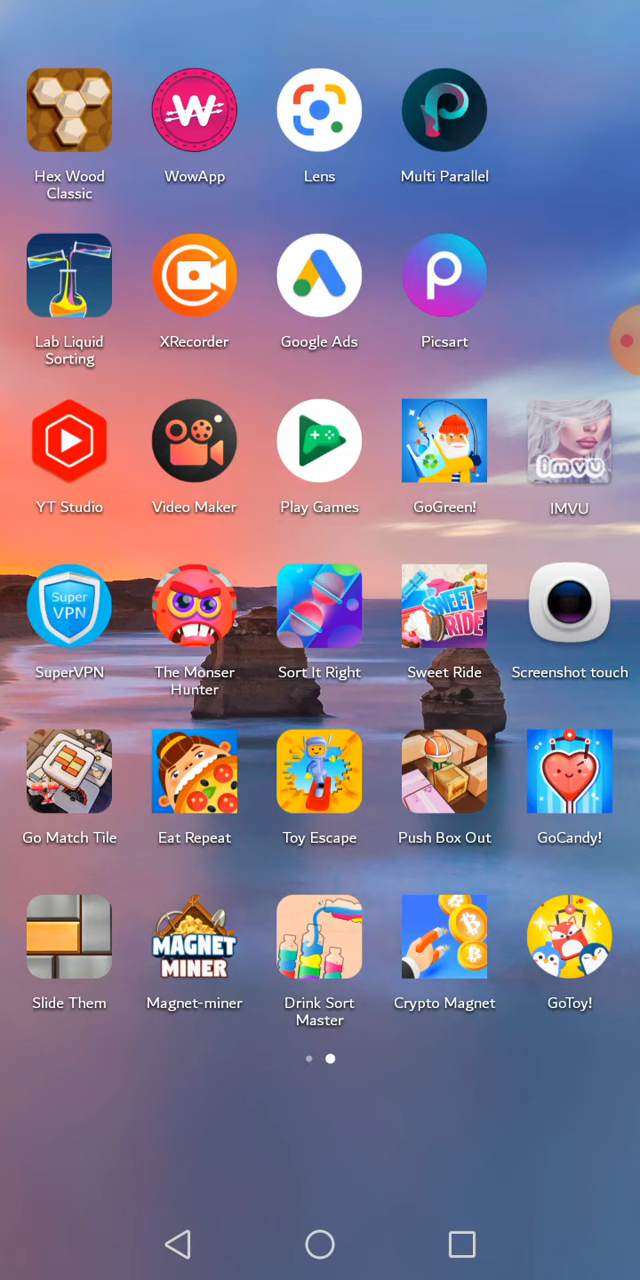 Hex Wood
Classic
WowApp
Lens
Multi Parallel
Lab Liquid
Sorting
XRecorder
Google Ads
Picsart
imvu
YT Studio
Video Maker
Play Games
GoGreen!
IMVU
Super
VPN
SWEET
RIDE
SuperVPN
The Monser
Hunter
Sort It Right
Sweet Ride
Screenshot touch
Go Match Tile
Eat Repeat
Toy Escape
Push Box Out
GoCandy!
MAGNET
MINER
Slide Them
Magnet-miner
Drink Sort
Master
Crypto Magnet
GoToy!